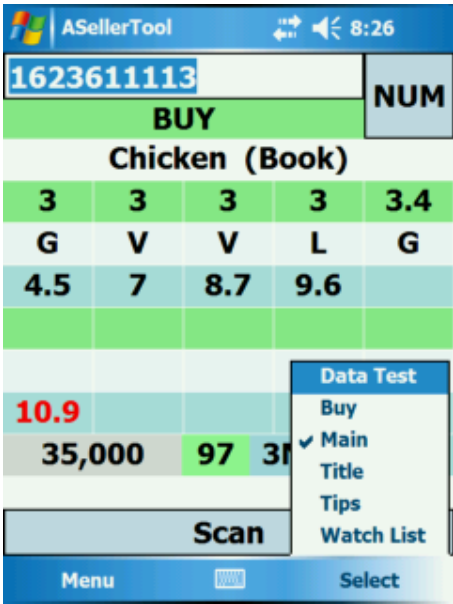 ASellerTool 8:26
1623611113
NUM
BUY
Chicken (Book)
3 3 3 3 3.4
G V V L G
4.5 7 8.7 9.6
10.9
35,000 97
Data Test
Buy
Main
Title
Tips
Watch List
Scan
Menu Select